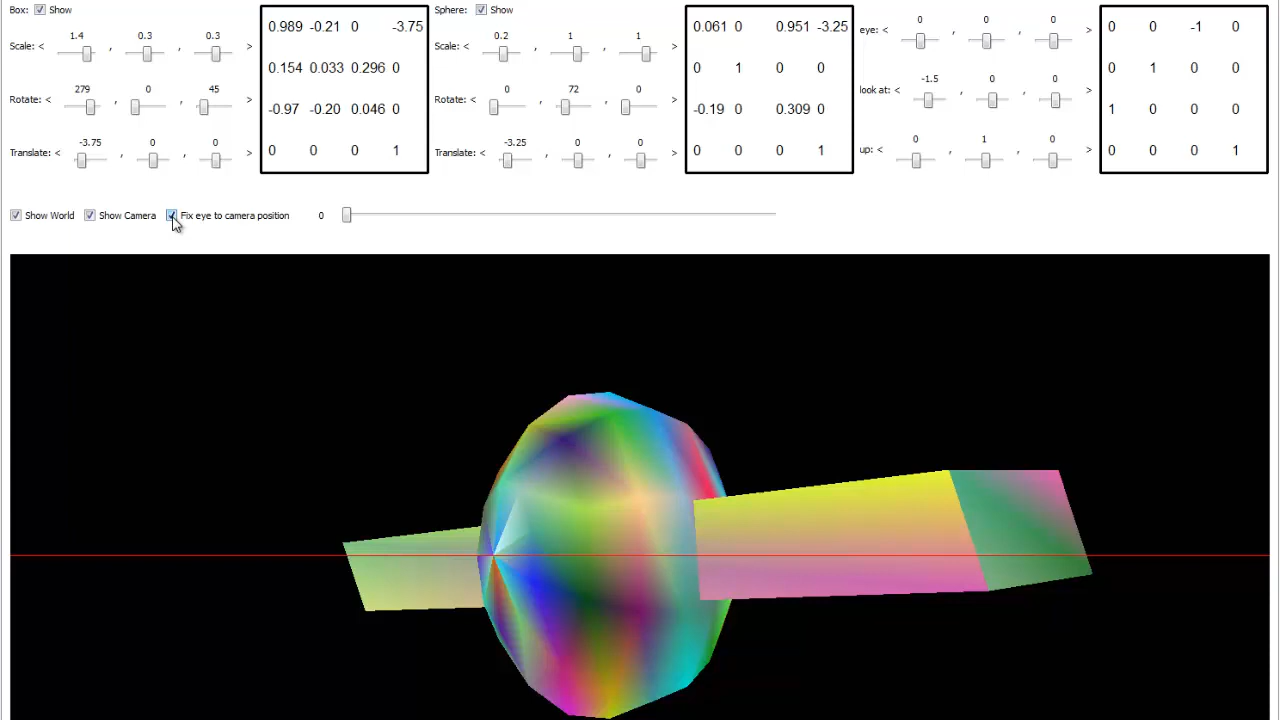 Box: Show
Scale: < 1.4 , 0.3 , 0.3 >
Rotate: < 279 , 0 , 45 >
Translate: < -3.75 , 0 , 0 >
0.989 -0.21 0 -3.75
0.154 0.033 0.296 0
-0.97 -0.20 0.046 0
0 0 0 1
Sphere: Show
Scale: < 0.2 , 1 , 1 >
Rotate: < 0 , 72 , 0 >
Translate: < -3.25 , 0 , 0 >
0.061 0 0.951 -3.25
0 1 0 0
-0.19 0 0.309 0
0 0 0 1
eye: < 0 , 0 , 0 >
look at: < -1.5 , 0 , 0 >
up: < 0 , 1 , 0 >
0 0 -1 0
0 1 0 0
1 0 0 0
0 0 0 1
Show World Show Camera Fix eye to camera position 0